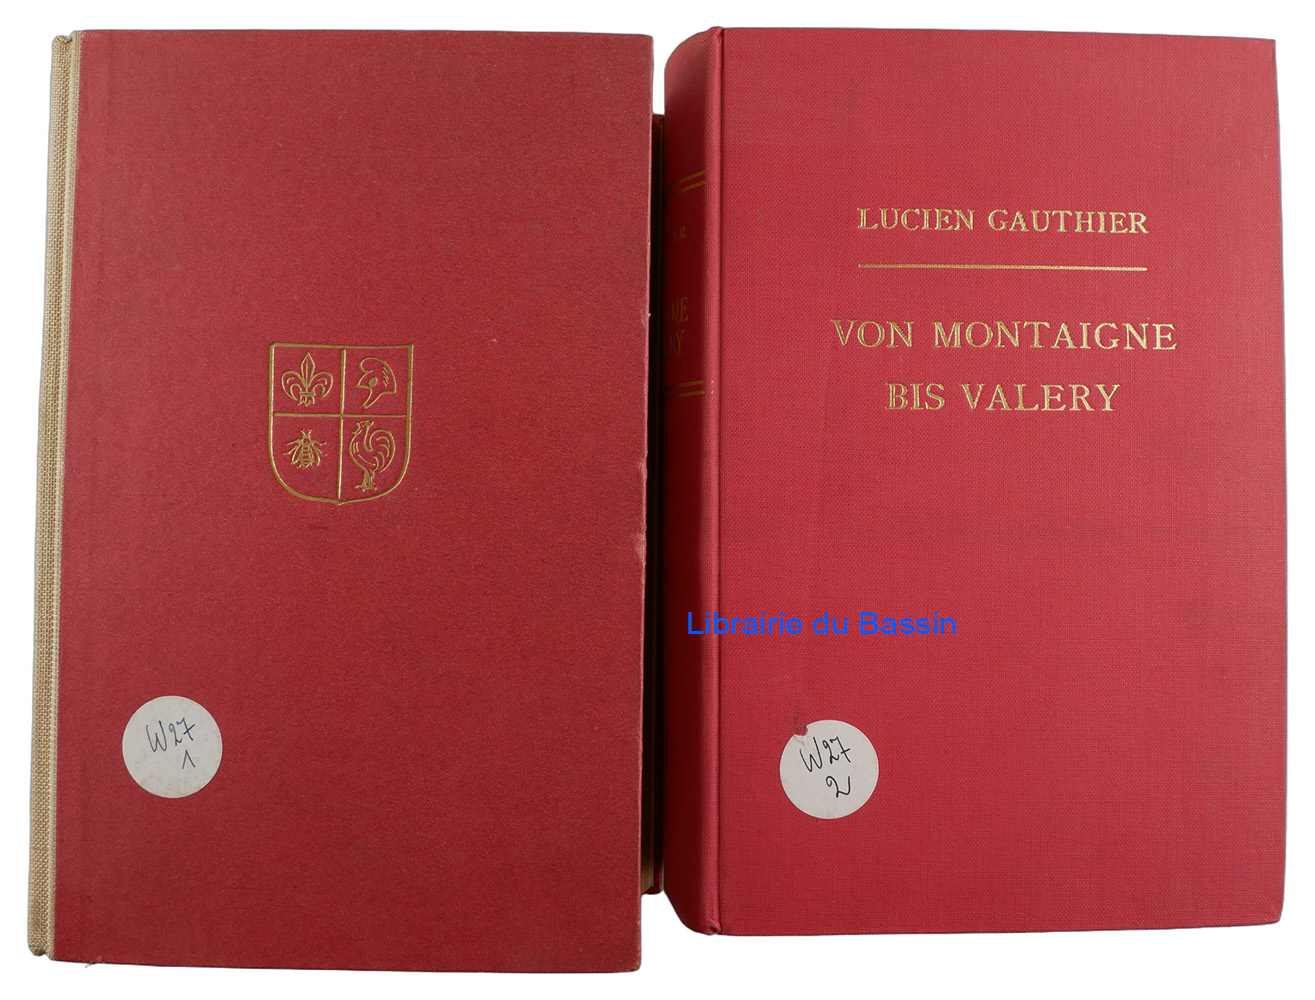 LUCIEN GAUTHIER
VON MONTAIGNE
BIS VALERY
Librairie du Bassin
W27
1
W27
2